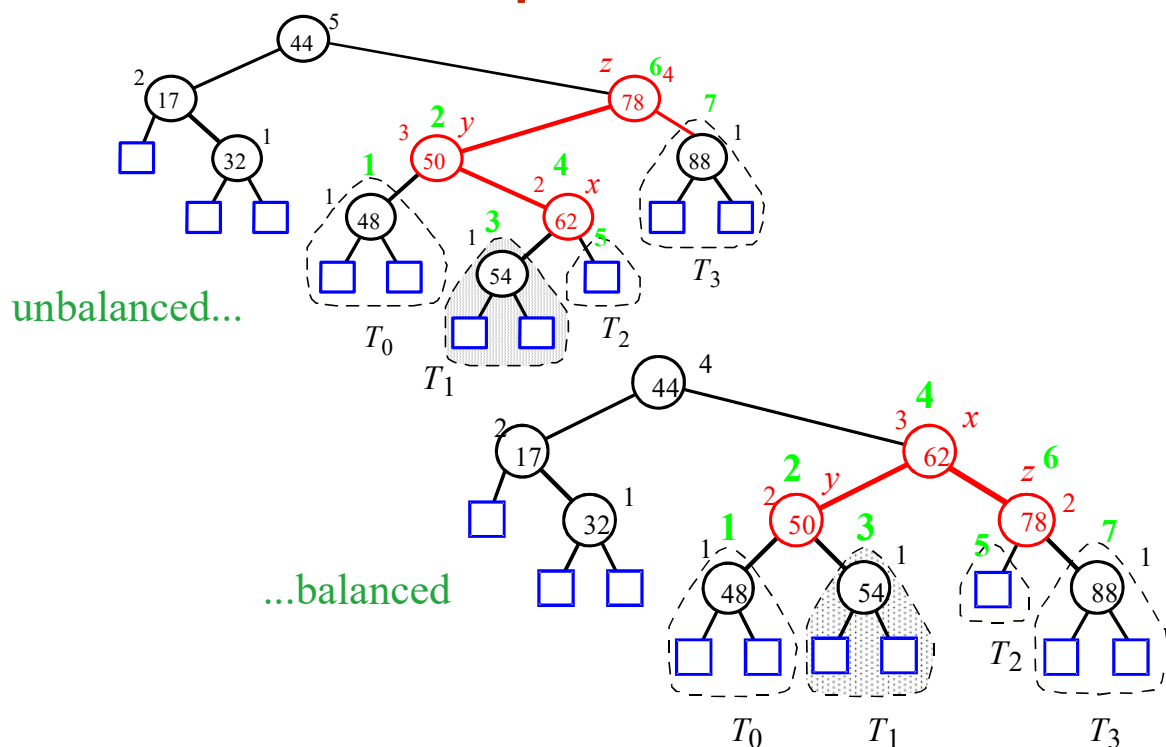 44 5
z 6 4
2 17
78
7
2
3 50 y
32 1
88 1
1
4
1 48
2 62 x
3
5
1 54
T3
unbalanced...
T0
T2
T1
44 4
4
3 62 x
2 17
2
z 6
2 50 y
78 2
32 1
1
3
5
7
...balanced
1 48
54 1
88 1
T2
T0
T1
T3